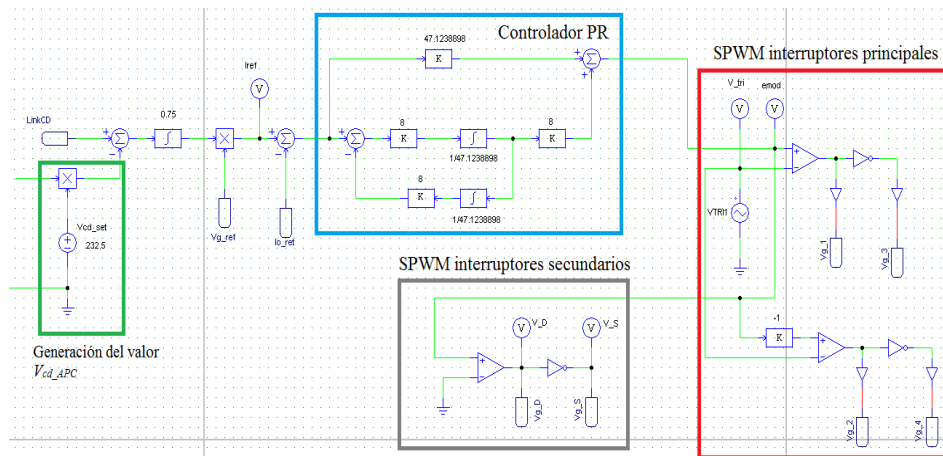 Controlador PR
SPWM interruptores principales
47.1238898
K
Iref
V
V_tri
emod
V
V
LinkCD
0.75
8
8
K
K
1/47.1238898
8
K
1/47.1238898
VTRI1
Vcd_set
232.5
Vg_ref
Io_ret
Vg_1
Vg_3
SPWM interruptores secundarios
V_D
V_S
V
V
-1
K
Generación del valor
Vcd_APC
Vg_D
Vg_S
Vg_2
Vg_4